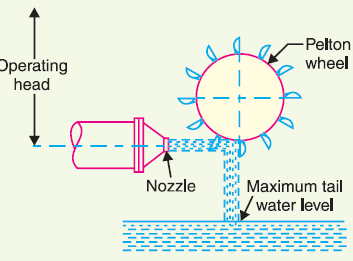 Operating
head
Pelton
wheel
Nozzle
Maximum tail
water level